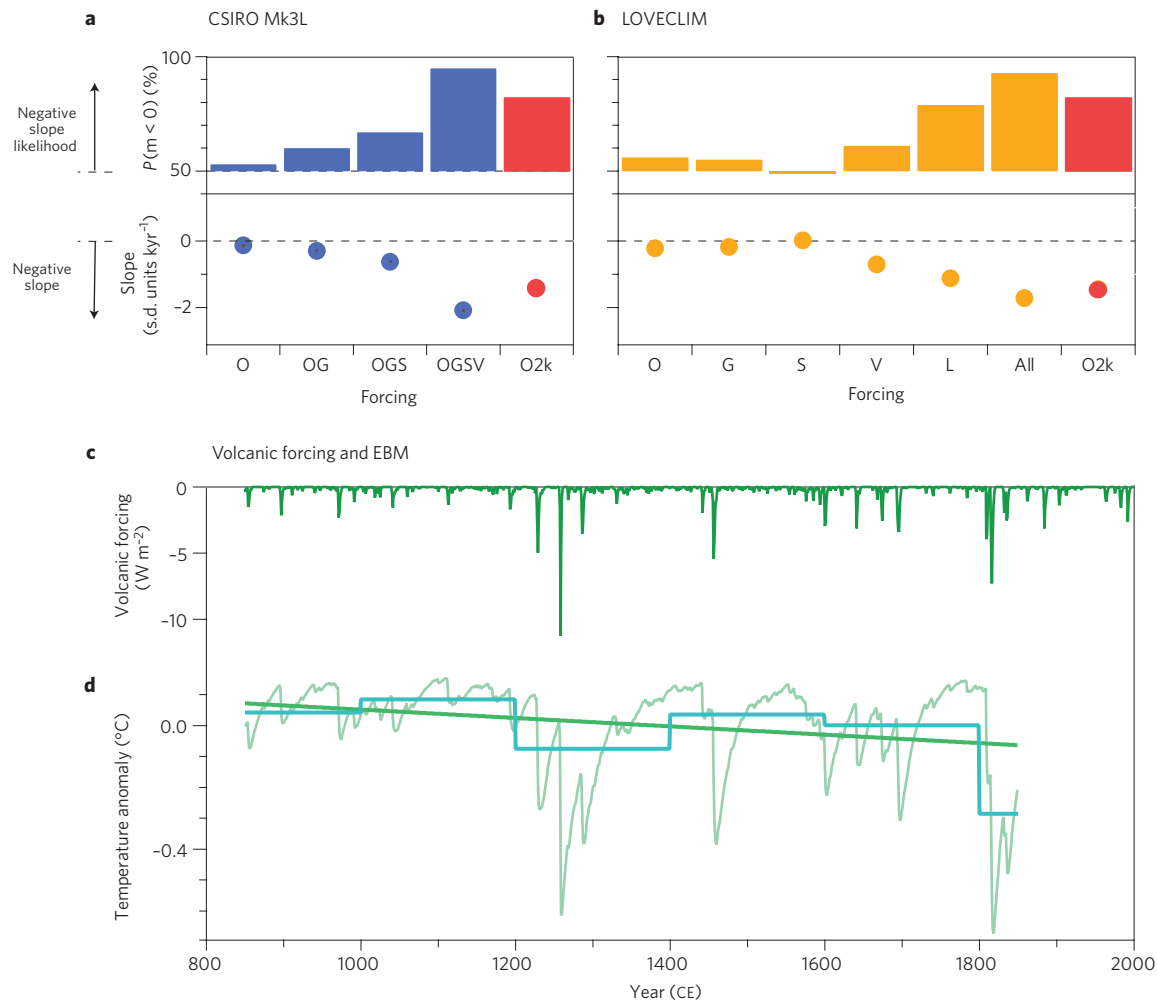 a CSIRO Mk3L
b LOVECLIM
Negative
slope
likelihood
P(m < 0) (%)
100
50
Negative
slope
Slope
(s.d. units kyr⁻¹)
0
−2
O OG OGS OGSV O2k
Forcing
O G S V L All O2k
Forcing
c Volcanic forcing and EBM
Volcanic forcing
(W m⁻²)
0
−5
−10
d
Temperature anomaly (°C)
0.0
−0.4
800 1000 1200 1400 1600 1800 2000
Year (CE)